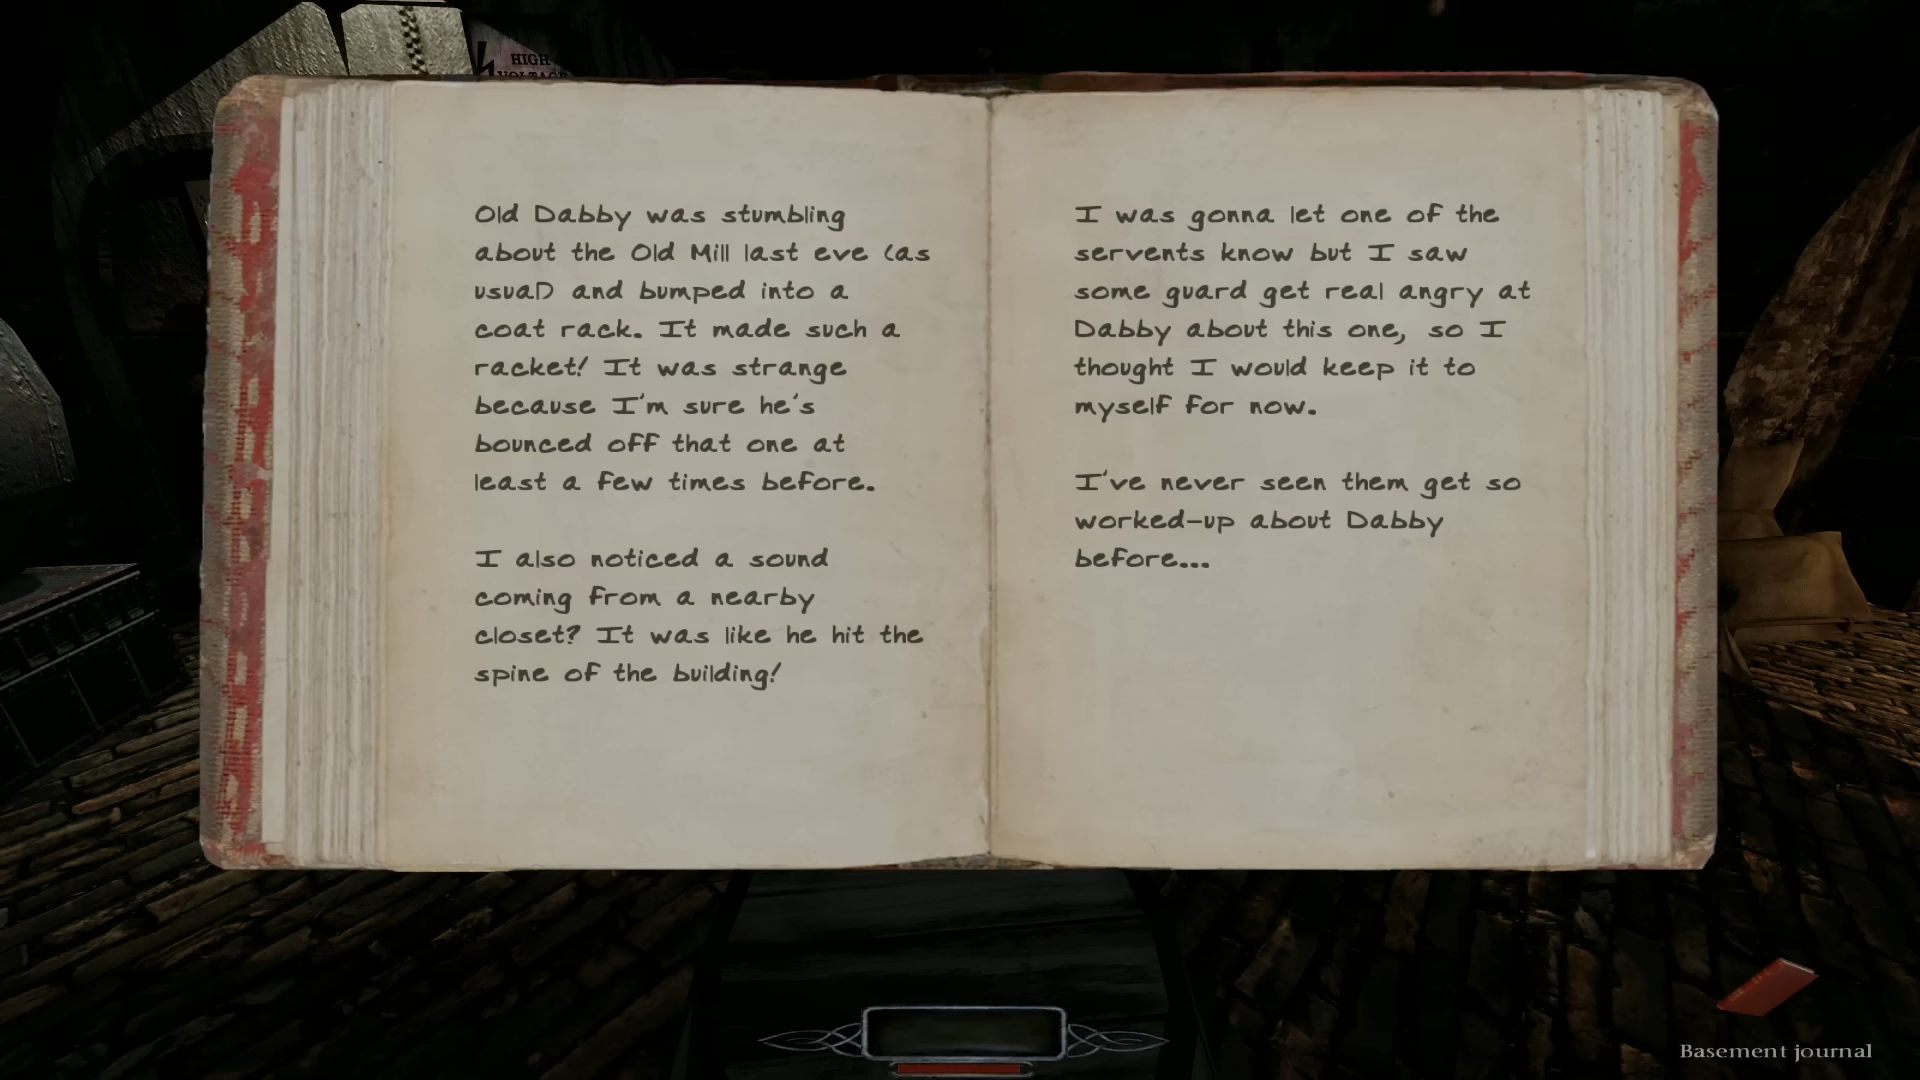 HIGH
VOLTAGE
Old Dabby was stumbling
about the Old Mill last eve (as
usual) and bumped into a
coat rack. It made such a
racket! It was strange
because I'm sure he's
bounced off that one at
least a few times before.
I also noticed a sound
coming from a nearby
closet? It was like he hit the
spine of the building!
I was gonna let one of the
servents know but I saw
some guard get real angry at
Dabby about this one, so I
thought I would keep it to
myself for now.
I've never seen them get so
worked-up about Dabby
before...
Basement journal